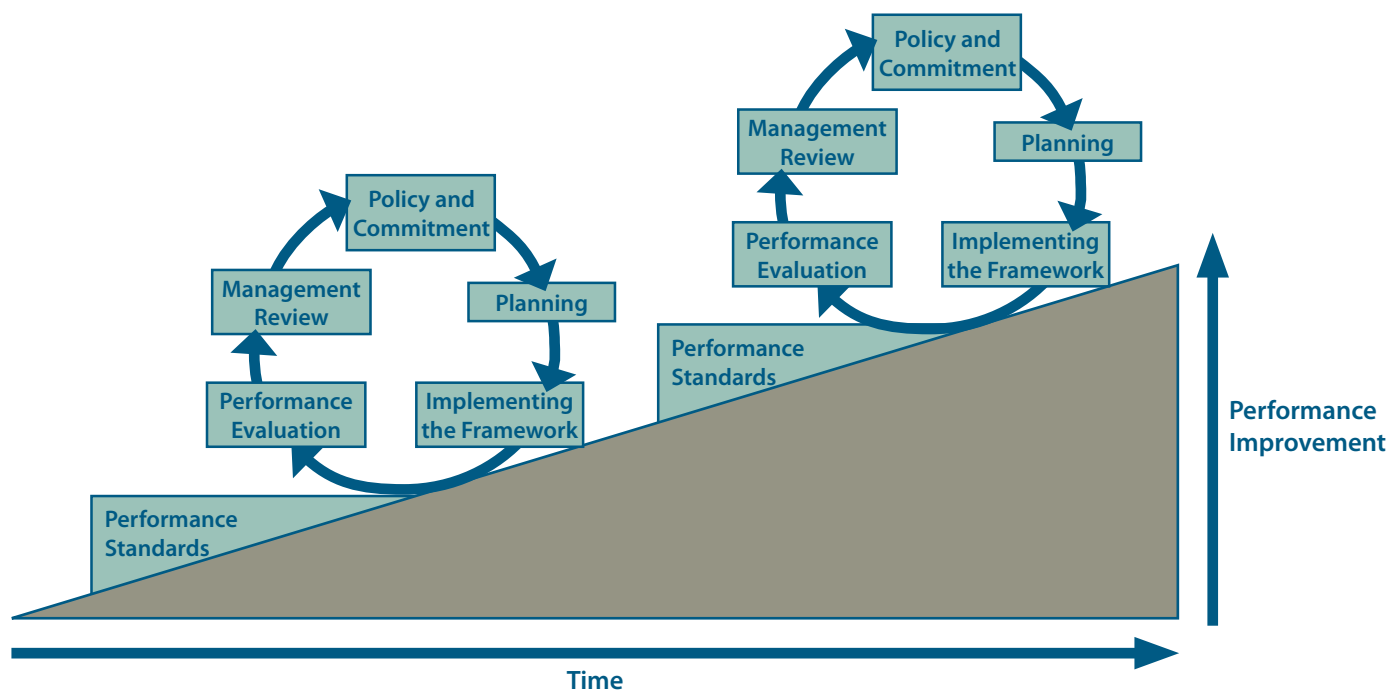 Policy and
Commitment
Planning
Implementing
the Framework
Performance
Evaluation
Management
Review
Performance
Standards
Policy and
Commitment
Planning
Implementing
the Framework
Performance
Evaluation
Management
Review
Performance
Standards
Performance
Improvement
Time